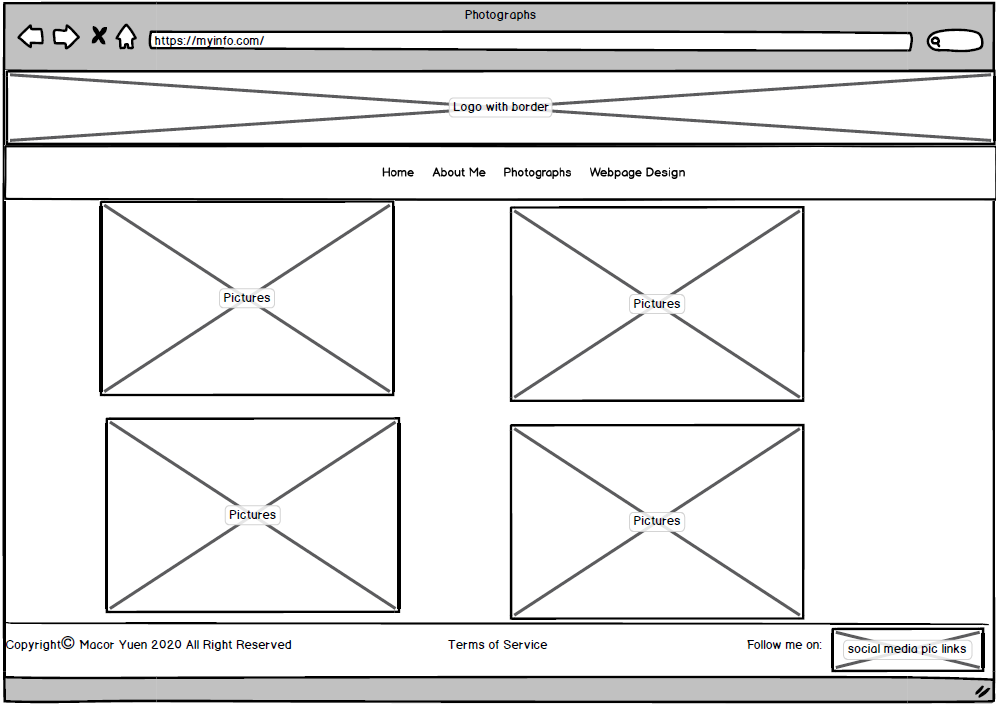 Photographs
https://myinfo.com/
Logo with border
Home About Me Photographs Webpage Design
Pictures
Pictures
Pictures
Pictures
Copyright© Macor Yuen 2020 All Right Reserved Terms of Service Follow me on: social media pic links